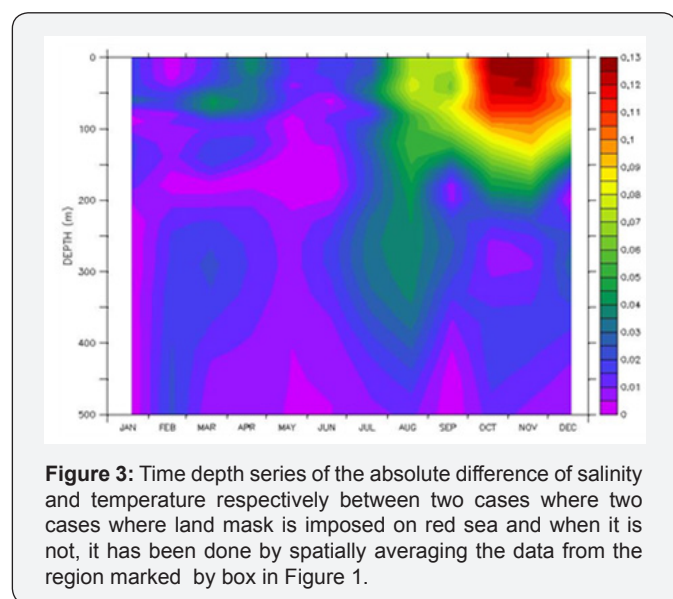 0
100
200
300
400
500
DEPTH (m)
JAN FEB MAR APR MAY JUN JUL AUG SEP OCT NOV DEC
0,13
0,12
0,11
0,1
0,09
0,08
0,07
0,06
0,05
0,04
0,03
0,02
0,01
0
Figure 3: Time depth series of the absolute difference of salinity
and temperature respectively between two cases where two
cases where land mask is imposed on red sea and when it is
not, it has been done by spatially averaging the data from the
region marked by box in Figure 1.